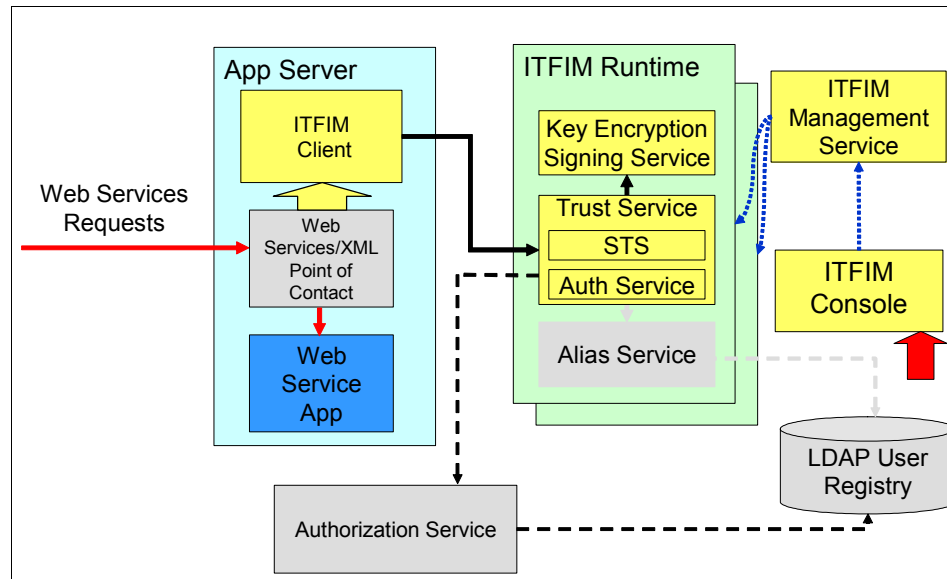 App Server
ITFIM
Client
Web Services
Requests
Web
Services/XML
Point of
Contact
Web
Service
App
ITFIM Runtime
Key Encryption
Signing Service
Trust Service
STS
Auth Service
Alias Service
ITFIM
Management
Service
ITFIM
Console
LDAP User
Registry
Authorization Service